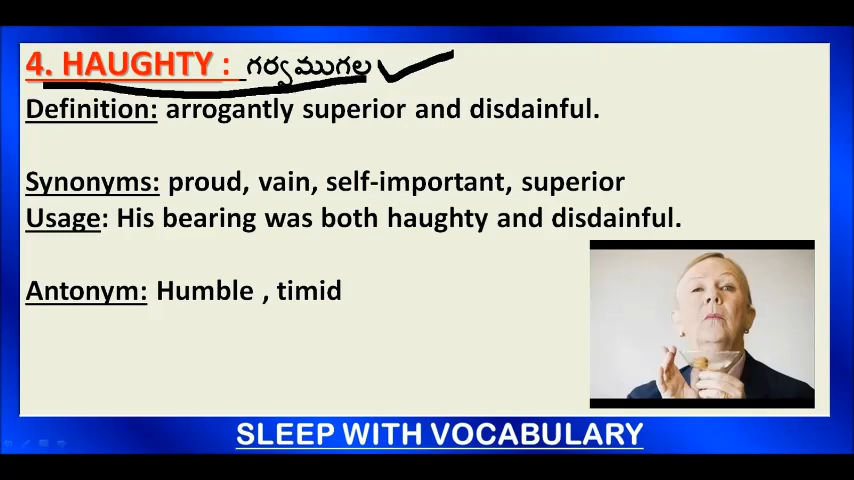 4. HAUGHTY : గర్వముగల
Definition: arrogantly superior and disdainful.
Synonyms: proud, vain, self-important, superior
Usage: His bearing was both haughty and disdainful.
Antonym: Humble , timid
SLEEP WITH VOCABULARY